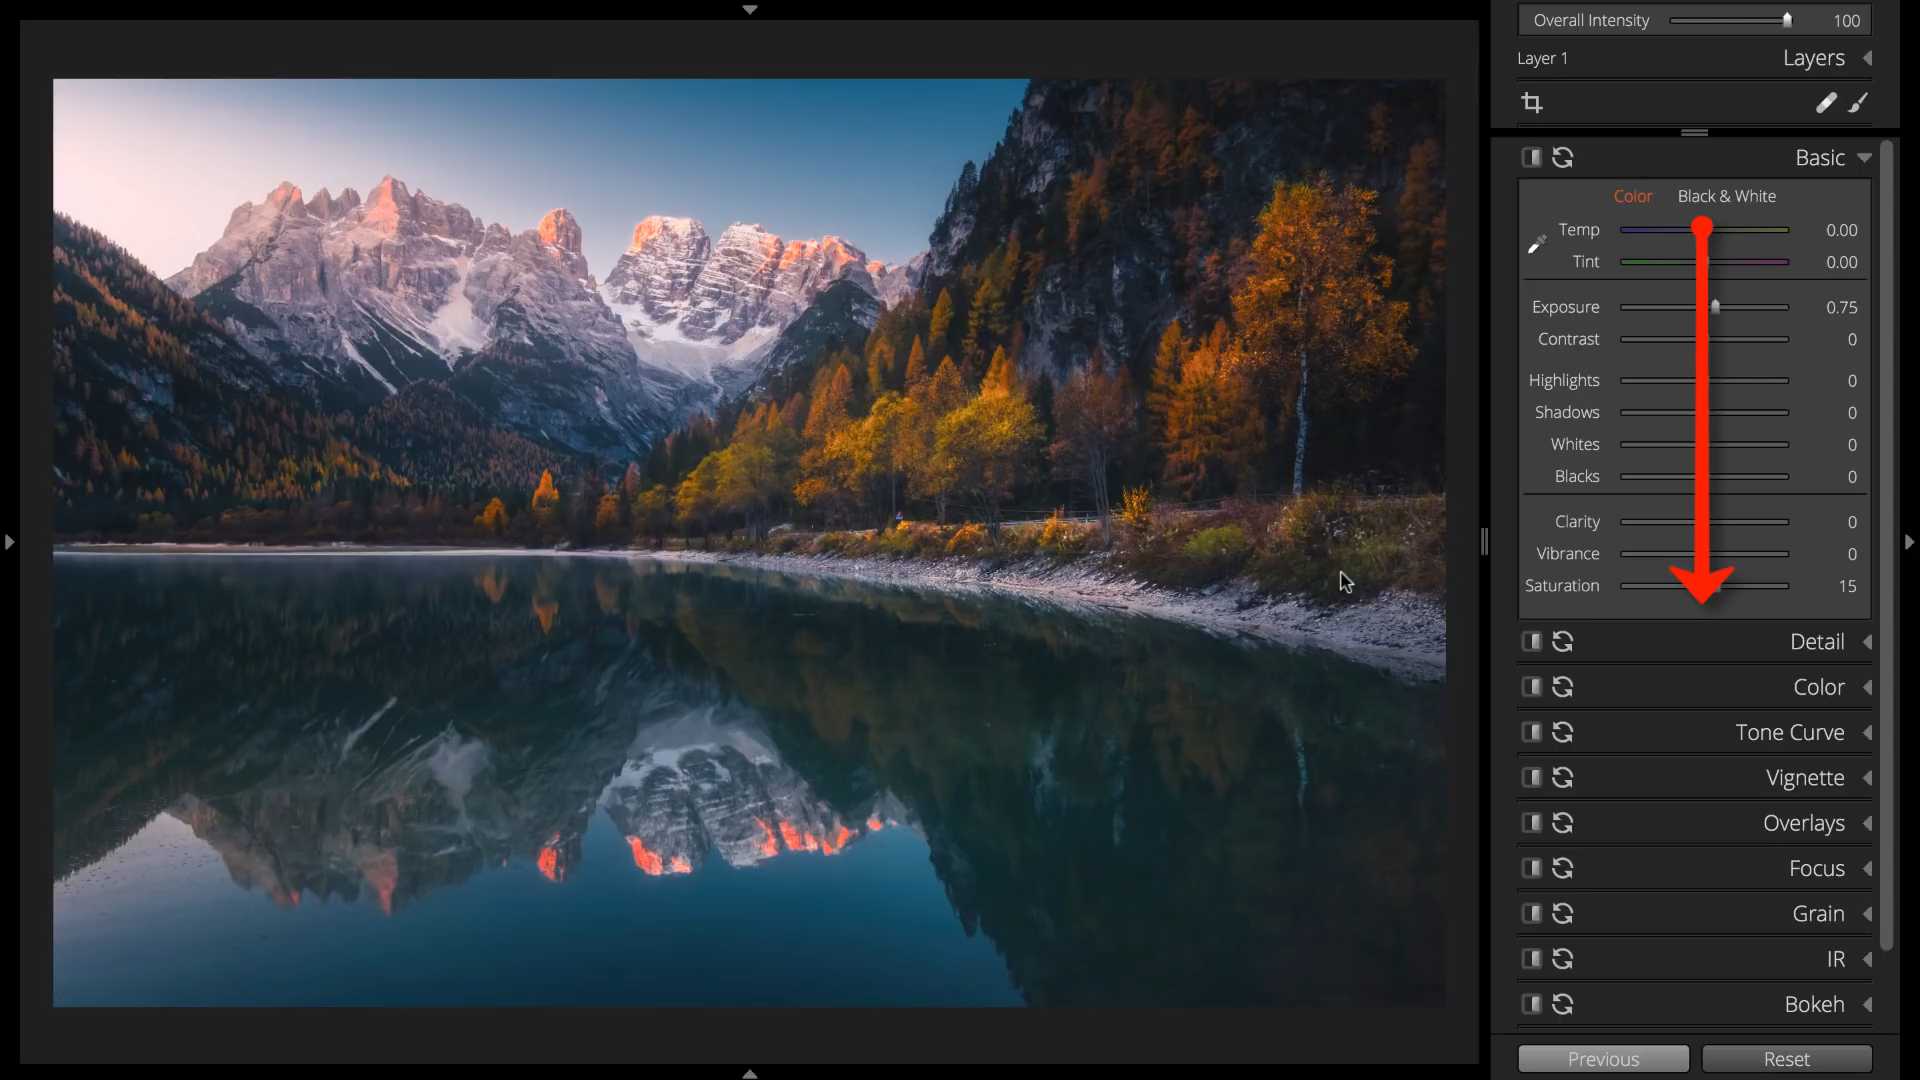 Overall Intensity 100
Layer 1 Layers
Basic
Color Black & White
Temp 0.00
Tint 0.00
Exposure 0.75
Contrast 0
Highlights 0
Shadows 0
Whites 0
Blacks 0
Clarity 0
Vibrance 0
Saturation 15
Detail
Color
Tone Curve
Vignette
Overlays
Focus
Grain
IR
Bokeh
Previous Reset